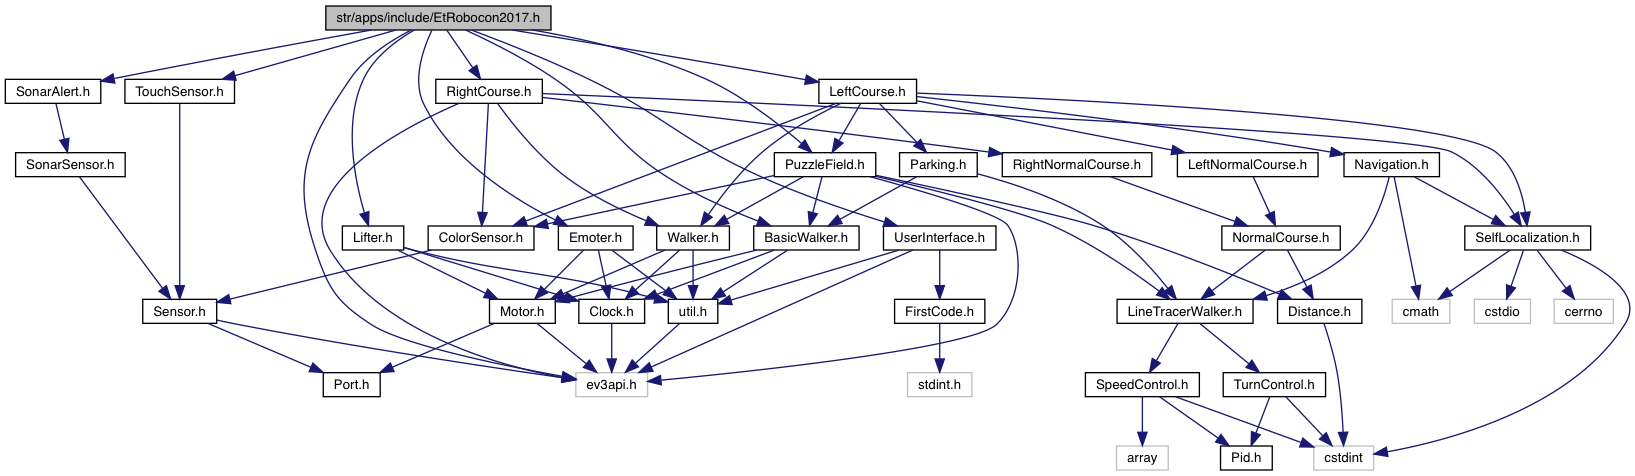 str/apps/include/EtRobocon2017.h
SonarAlert.h
TouchSensor.h
RightCourse.h
LeftCourse.h
SonarSensor.h
PuzzleField.h
Parking.h
RightNormalCourse.h
LeftNormalCourse.h
Navigation.h
Lifter.h
ColorSensor.h
Emoter.h
Walker.h
BasicWalker.h
UserInterface.h
NormalCourse.h
SelfLocalization.h
Sensor.h
Motor.h
Clock.h
util.h
FirstCode.h
LineTracerWalker.h
Distance.h
cmath
cstdio
cerrno
Port.h
ev3api.h
stdint.h
SpeedControl.h
TurnControl.h
array
Pid.h
cstdint